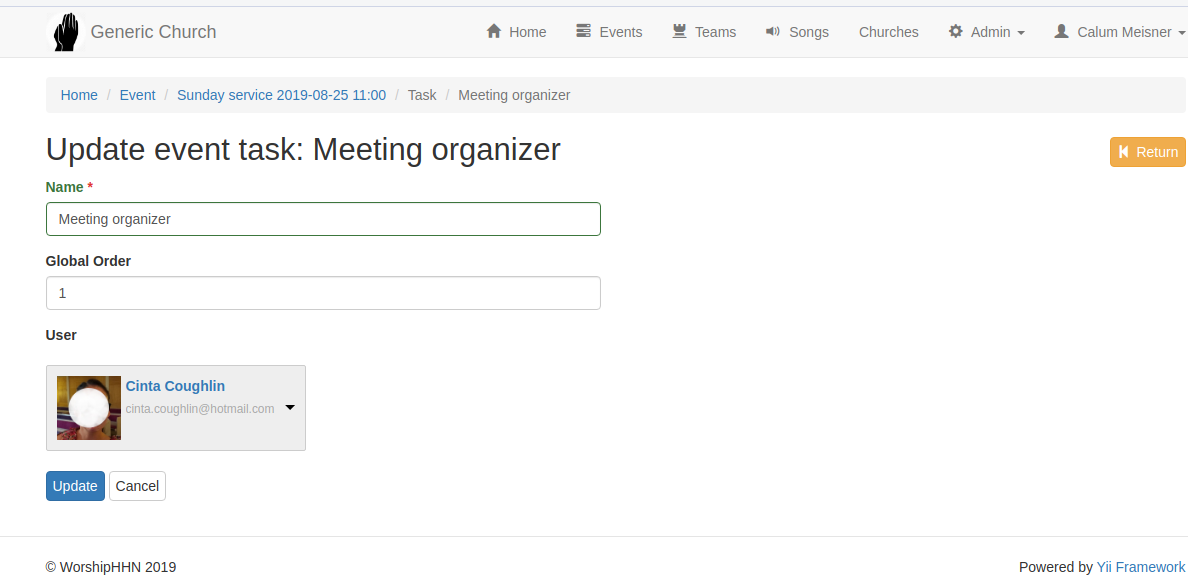 Generic Church Home Events Teams Songs Churches Admin Calum Meisner
Home / Event / Sunday service 2019-08-25 11:00 / Task / Meeting organizer
Update event task: Meeting organizer
Return
Name *
Meeting organizer
Global Order
1
User
Cinta Coughlin
cinta.coughlin@hotmail.com
Update Cancel
© WorshipHHN 2019 Powered by Yii Framework